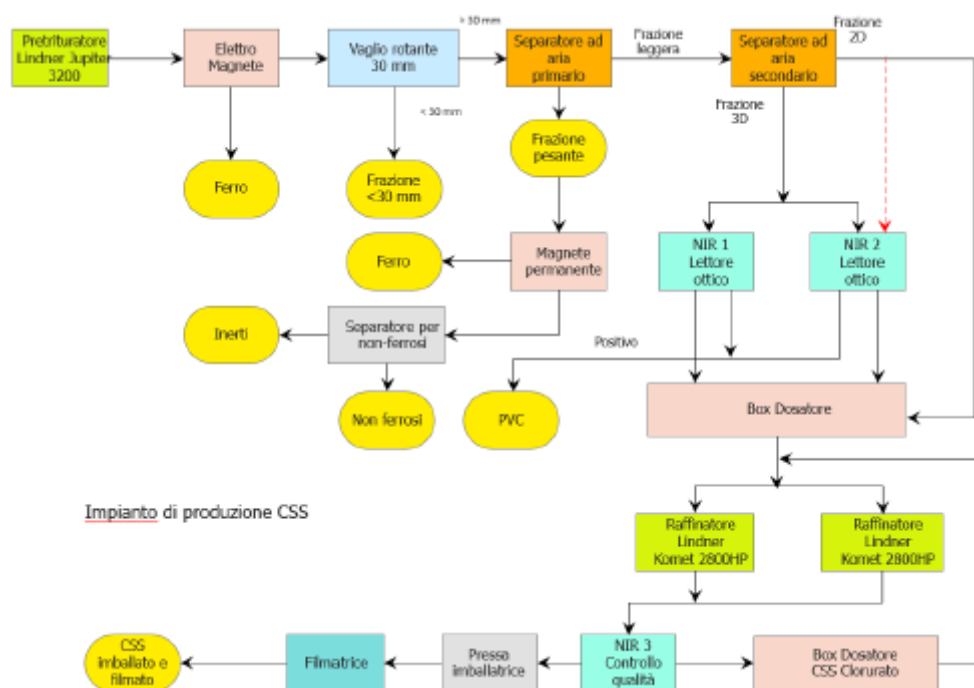 > 30 mm
Frazione
2D
Pretrituratore
Lindner Jupiter
3200
Elettro
Magnete
Vaglio rotante
30 mm
Separatore ad
aria
primario
Frazione
leggera
Separatore ad
aria
secondario
< 30 mm
Frazione
3D
Ferro
Frazione
<30 mm
Frazione
pesante
Ferro
Magnete
permanente
NIR 1
Lettore
ottico
NIR 2
Lettore
ottico
Inerti
Separatore per
non-ferrosi
Positivo
Non ferrosi
PVC
Box Dosatore
Impianto di produzione CSS
Raffinatore
Lindner
Komet 2800HP
Raffinatore
Lindner
Komet 2800HP
CSS
imballato e
filmato
Filmatrice
Pressa
imballatrice
NIR 3
Controllo
qualità
Box Dosatore
CSS Clorurato